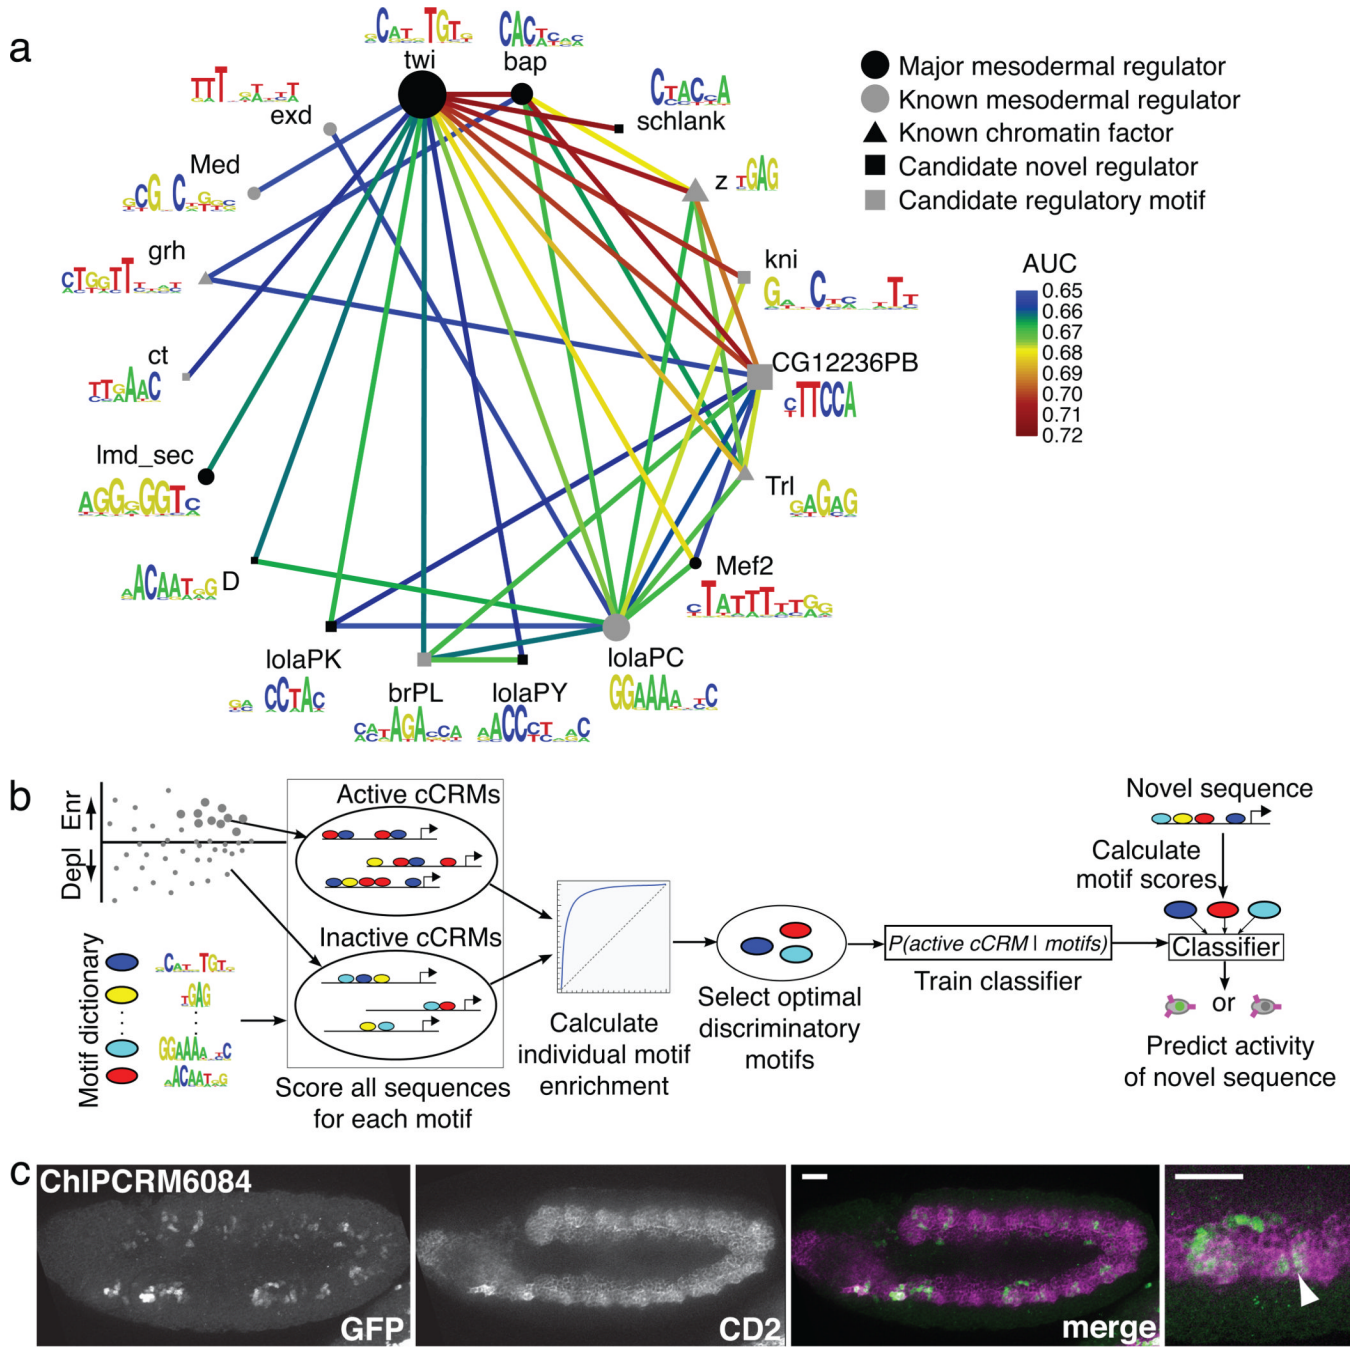 a
twi
bap
exd
schlank
Med
z
grh
kni
ct
CG12236PB
lmd_sec
Trl
D
Mef2
lolaPK
brPL
lolaPY
lolaPC
Major mesodermal regulator
Known mesodermal regulator
Known chromatin factor
Candidate novel regulator
Candidate regulatory motif
AUC
0.65
0.66
0.67
0.68
0.69
0.70
0.71
0.72
b
Enr
Depl
Motif dictionary
Active cCRMs
Inactive cCRMs
Score all sequences
for each motif
Calculate
individual motif
enrichment
Select optimal
discriminatory
motifs
P(active cCRM | motifs)
Train classifier
Novel sequence
Calculate
motif scores
Classifier
or
Predict activity
of novel sequence
c
ChIPCRM6084
GFP
CD2
merge